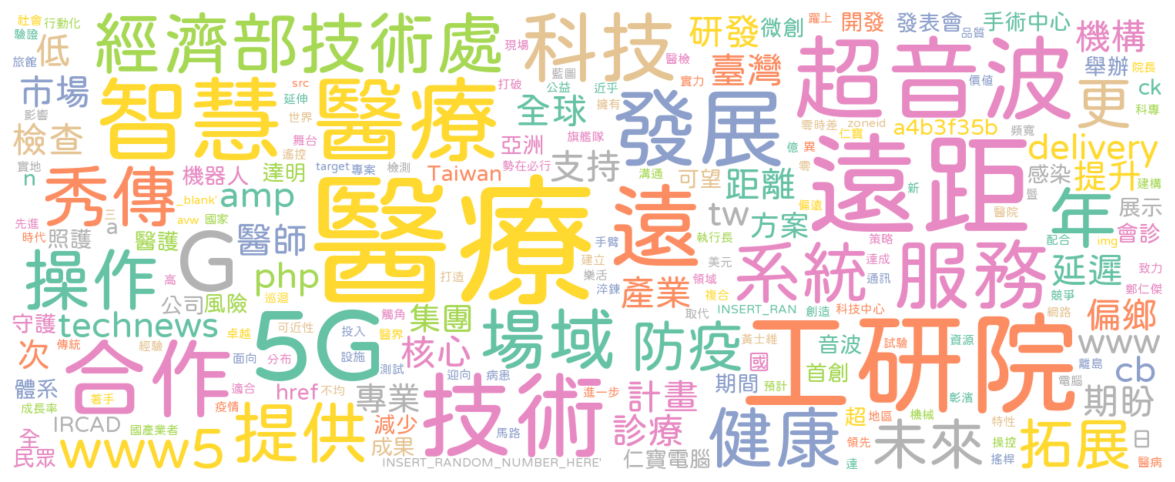 社會 行動化
驗證
旅館
低
經濟部技術處
現場
科技
醫檢
研發
微創
躍上
開發
發表會
品質
手術中心
機構
院長
市場
影響
src
延伸
世界
打破
藍圖
公益
近乎
實力
臺灣
超音波
價值
舉辦
更
科專
ck
智慧
醫療
全球
擁有
旗艦隊
發展
零時差
仁寶
zoneid
a4b3f35b
頻寬
檢查
實地
舞台
遙控
亞洲
勢在必行
支持
溝通
億
異
零
遠距
delivery
感染
提升
建構
n
秀傳
機器人
達明
target
專案
檢測
Taiwan
可望
距離
新
暨
_blank'
amp
avw
國家
先進
時代
三
a
照護
醫護
高
G
醫師
醫療
手臂
建立
樂活
淬鍊
遠
tw
執行長
美元
方案
偏遠
策略
達成
醫院
年
展示
會診
配合
img
操作
公司
風險
巡迴
php
打造
產業
領域
複合
系統
通訊
服務
延遲
競爭
致力
鄭仁傑
守護
technews
卓越
5G
可近性
投入
觸角
醫界
集團
場域
取代
INSERT_RAN
創造
科技中心
防疫
黃士維
國
音波
工研院
試驗
資源
網路
偏鄉
www
離島
次
傳統
經驗
合作
面向
分布
設施
測試
核心
迎向
病患
體系
成長率
著手
適合
href
不均
專業
技術
進一步
計畫
期間
預計
首創
彰濱
電腦
cb
期盼
IRCAD
國產業者
疫情
減少
馬路
診療
健康
超
地區
機械
特性
全
民眾
www5
提供
成果
INSERT_RANDOM_NUMBER_HERE'
仁寶電腦
達
領先
未來
操控
搖桿
拓展
日
醫病